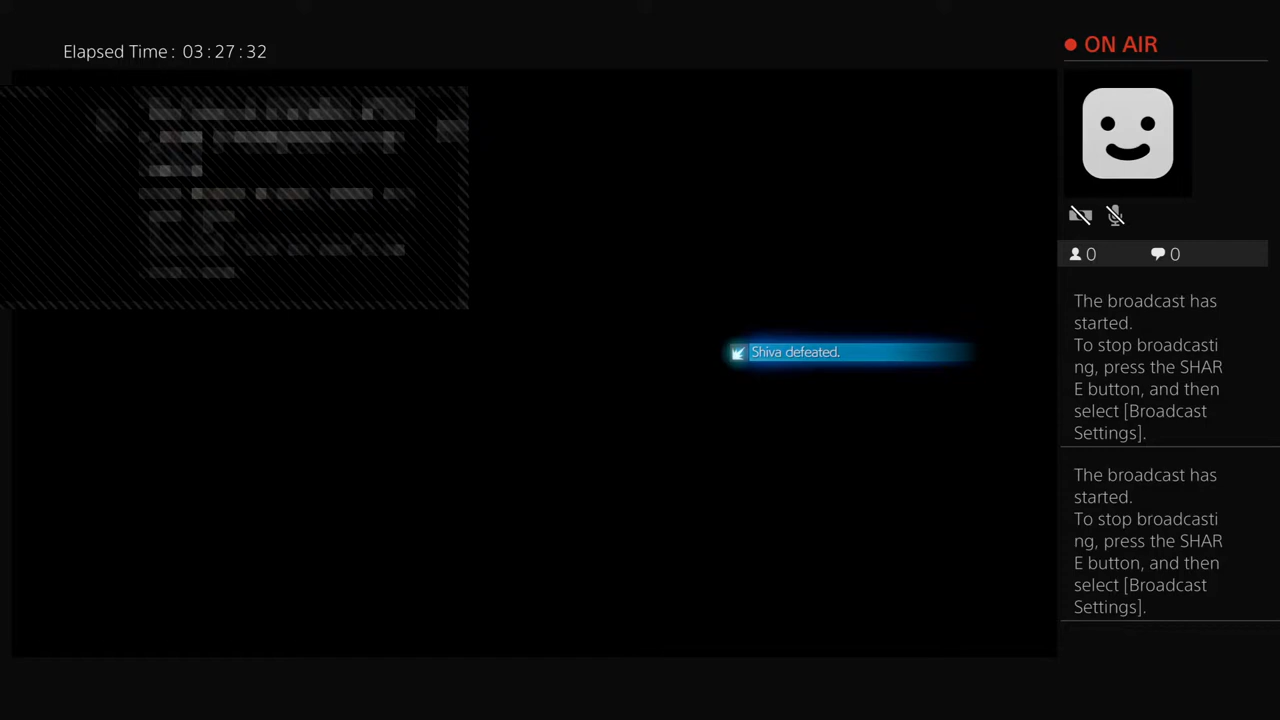 Elapsed Time : 03:27:32
ON AIR
0
0
Shiva defeated.
The broadcast has
started.
To stop broadcasti
ng, press the SHAR
E button, and then
select [Broadcast
Settings].
The broadcast has
started.
To stop broadcasti
ng, press the SHAR
E button, and then
select [Broadcast
Settings].